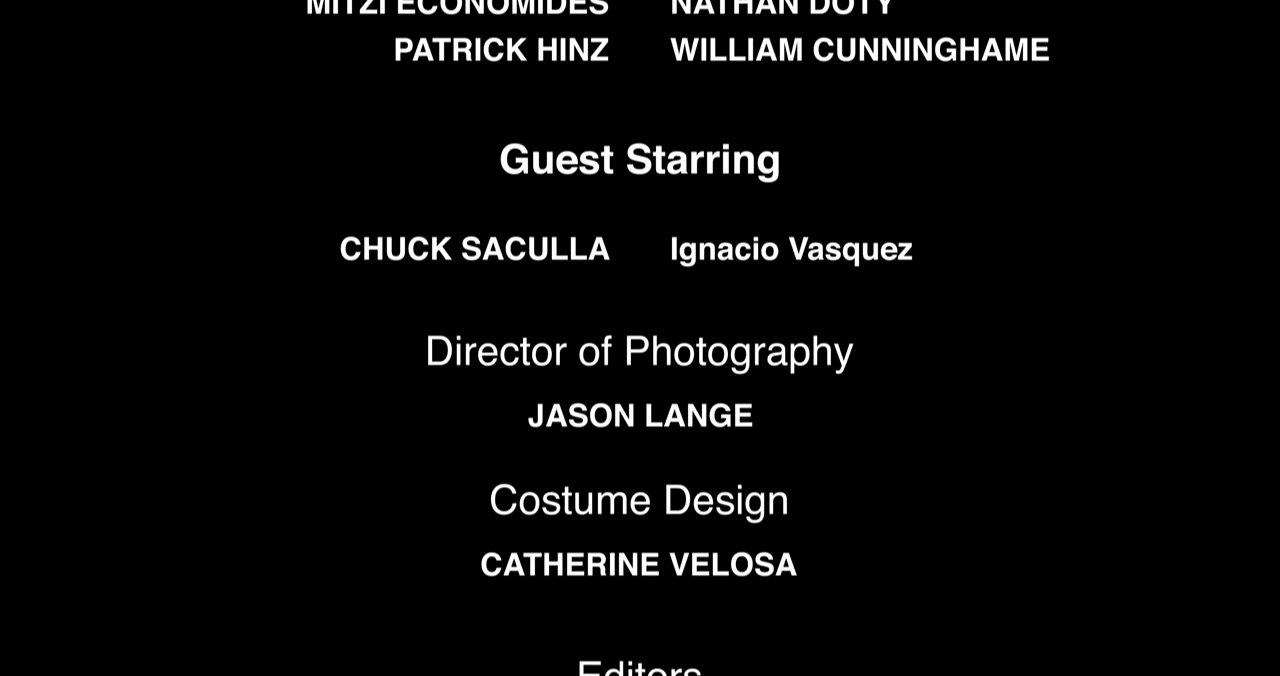 MITZI ECONOMIDES NATHAN DOTY
PATRICK HINZ WILLIAM CUNNINGHAME
Guest Starring
CHUCK SACULLA Ignacio Vasquez
Director of Photography
JASON LANGE
Costume Design
CATHERINE VELOSA
Editors